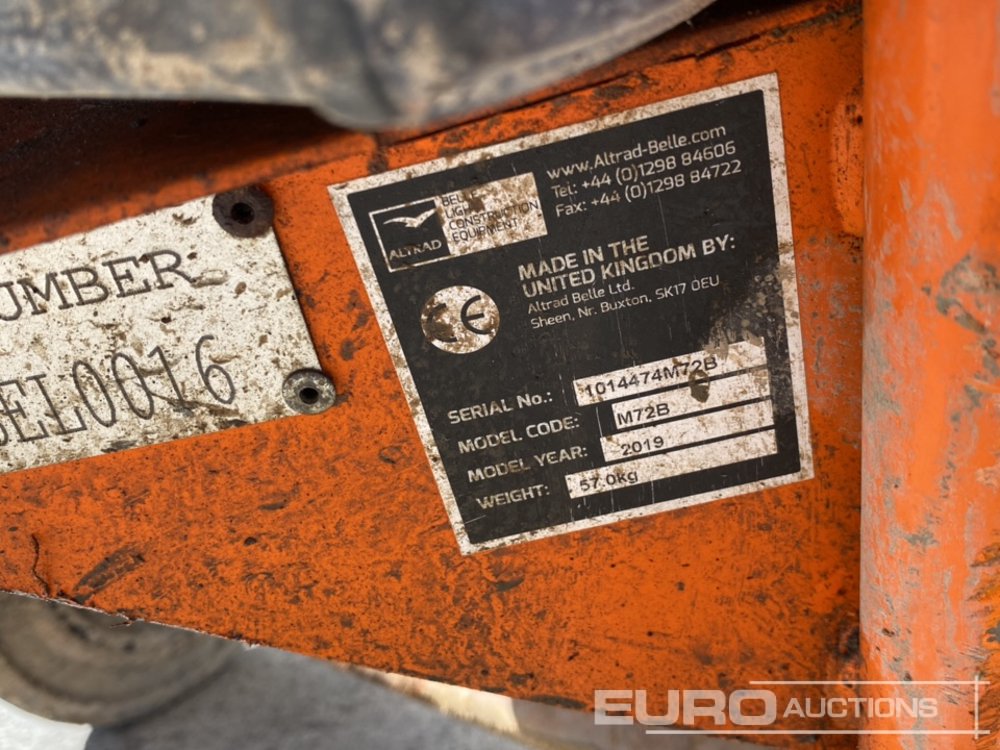 UMBER
BEL0016
ALTRAD
BELLE
LIGHT
CONSTRUCTION
EQUIPMENT
www.Altrad-Belle.com
Tel: +44 (0)1298 84606
Fax: +44 (0)1298 84722
CE
MADE IN THE
UNITED KINGDOM BY:
Altrad Belle Ltd.
Sheen, Nr. Buxton, SK17 0EU
SERIAL No.: 1014474M72B
MODEL CODE: M72B
MODEL YEAR: 2019
WEIGHT: 57.0kg
EURO AUCTIONS